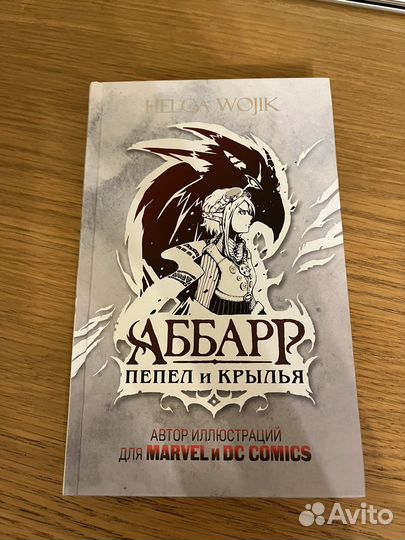 HELGA WOJIK
АББАРР
ПЕПЕЛ И КРЫЛЬЯ
АВТОР ИЛЛЮСТРАЦИЙ
ДЛЯ MARVEL И DC COMICS
Avito